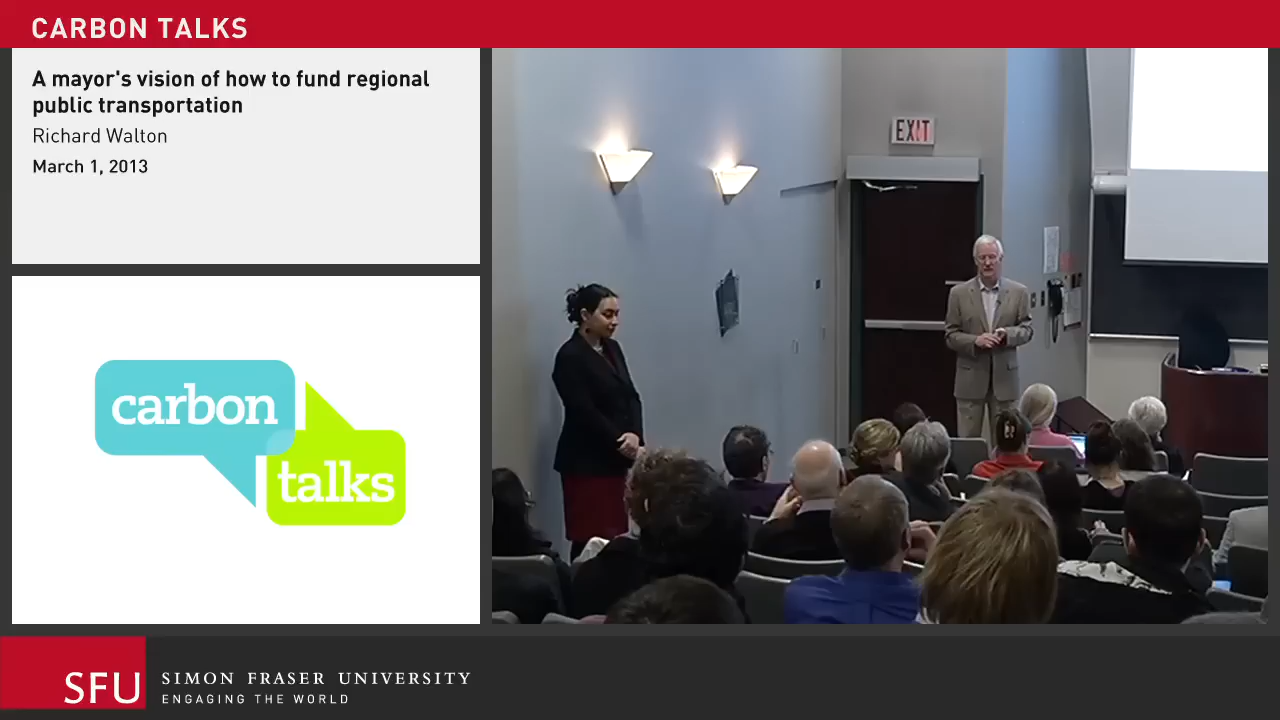 CARBON TALKS
A mayor's vision of how to fund regional
public transportation
Richard Walton
March 1, 2013
EXIT
carbon
talks
SFU
SIMON FRASER UNIVERSITY
ENGAGING THE WORLD